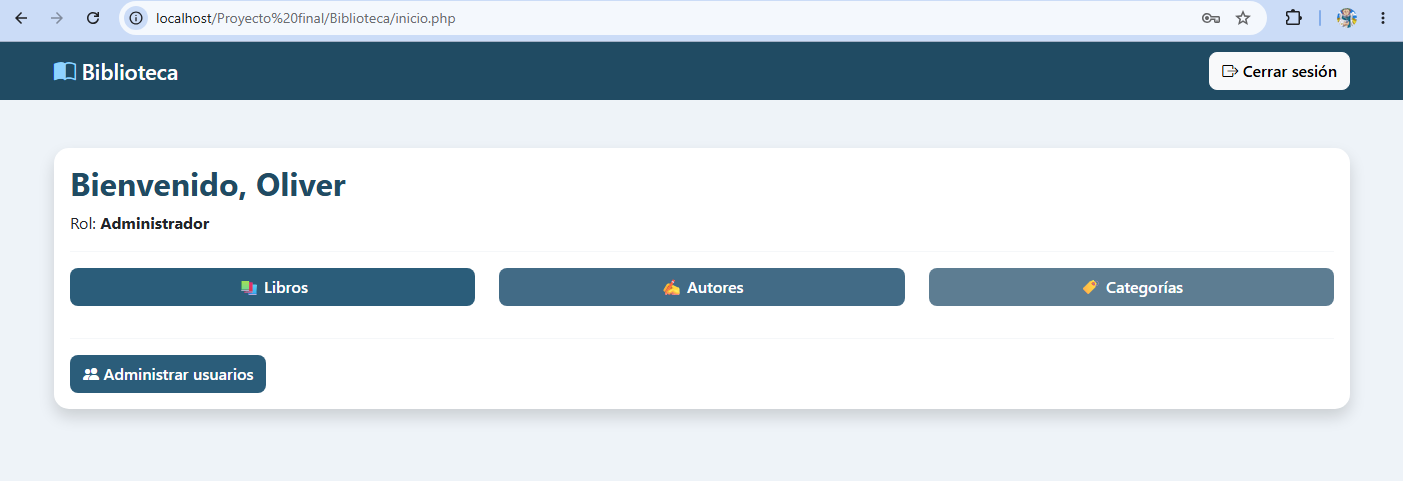 localhost/Proyecto%20final/Biblioteca/inicio.php
Biblioteca
Cerrar sesión
Bienvenido, Oliver
Rol: Administrador
Libros
Autores
Categorías
Administrar usuarios